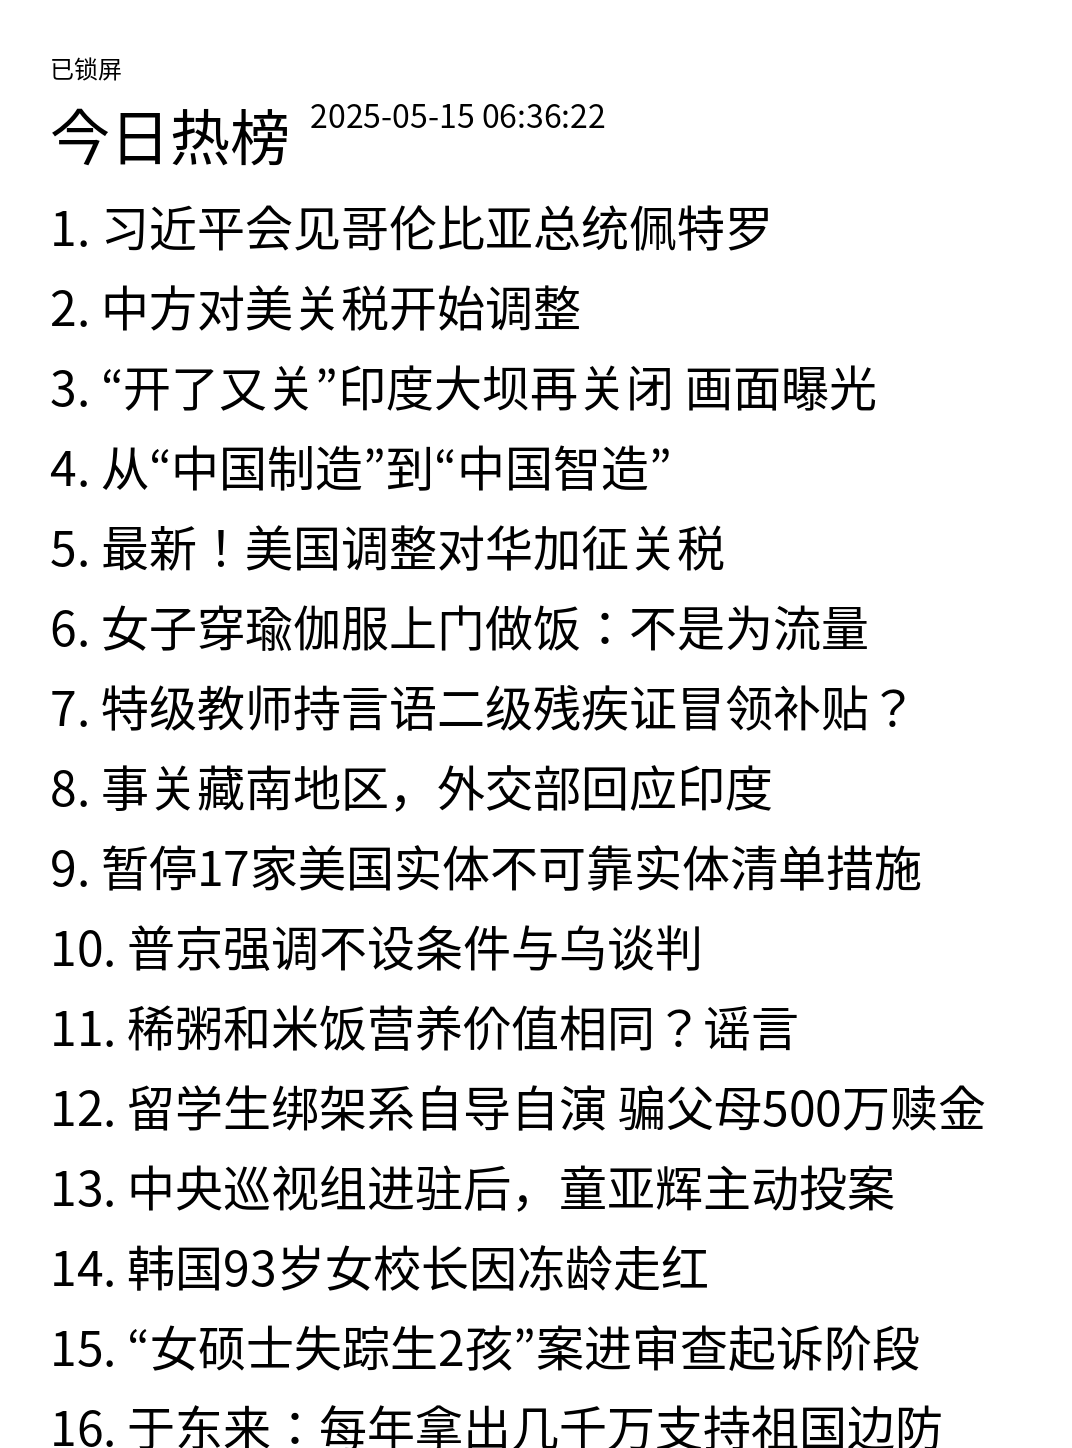 已锁屏
今日热榜 2025-05-15 06:36:22
1. 习近平会见哥伦比亚总统佩特罗
2. 中方对美关税开始调整
3. “开了又关”印度大坝再关闭 画面曝光
4. 从“中国制造”到“中国智造”
5. 最新！美国调整对华加征关税
6. 女子穿瑜伽服上门做饭：不是为流量
7. 特级教师持言语二级残疾证冒领补贴？
8. 事关藏南地区，外交部回应印度
9. 暂停17家美国实体不可靠实体清单措施
10. 普京强调不设条件与乌谈判
11. 稀粥和米饭营养价值相同？谣言
12. 留学生绑架系自导自演 骗父母500万赎金
13. 中央巡视组进驻后，童亚辉主动投案
14. 韩国93岁女校长因冻龄走红
15. “女硕士失踪生2孩”案进审查起诉阶段
16. 于东来：每年拿出几千万支持祖国边防